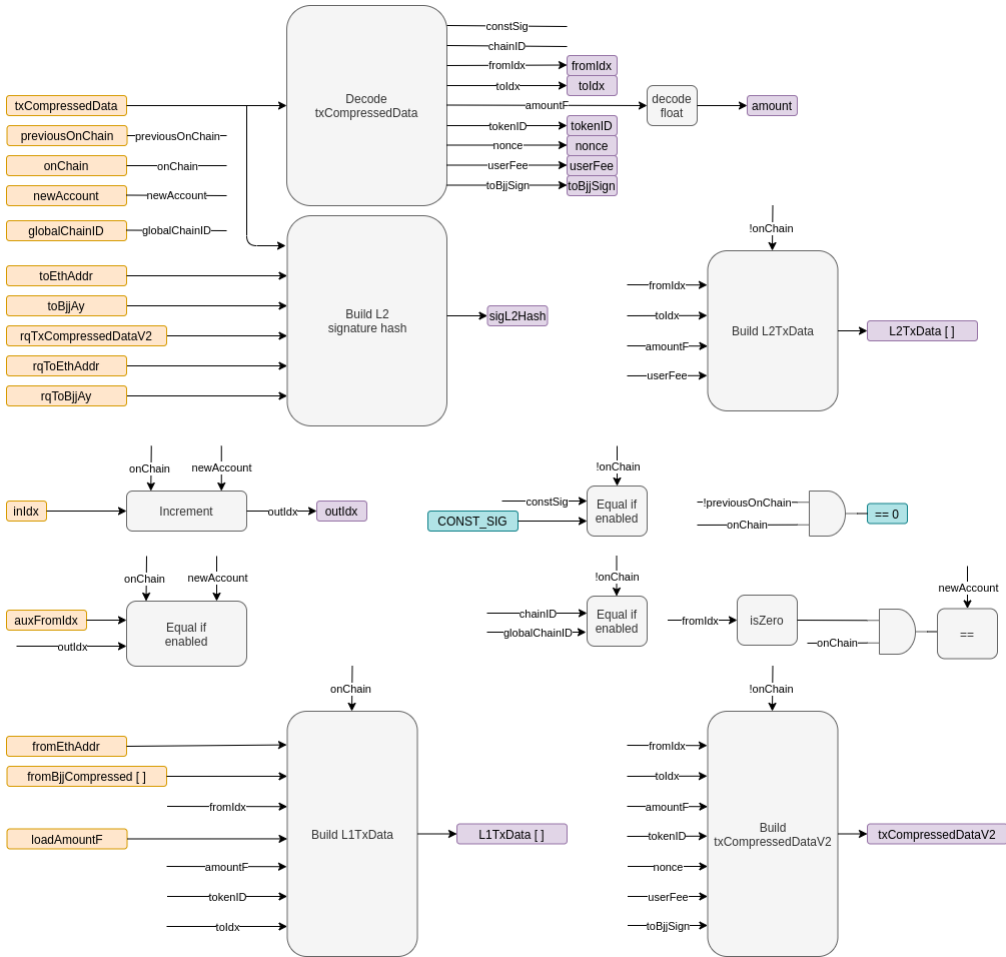 constSig
chainID
fromIdx
fromIdx
toIdx
toIdx
Decode
txCompressedData
txCompressedData
amountF
decode
float
amount
previousOnChain
previousOnChain
tokenID
tokenID
nonce
nonce
onChain
onChain
userFee
userFee
toBjjSign
toBjjSign
newAccount
newAccount
globalChainID
globalChainID
!onChain
toEthAddr
toBjjAy
rqTxCompressedDataV2
rqToEthAddr
rqToBjjAy
Build L2
signature hash
sigL2Hash
fromIdx
toIdx
amountF
userFee
Build L2TxData
L2TxData [ ]
onChain
newAccount
inIdx
Increment
outIdx
outIdx
!onChain
constSig
CONST_SIG
Equal if
enabled
!previousOnChain
onChain
== 0
onChain
newAccount
auxFromIdx
outIdx
Equal if
enabled
!onChain
chainID
globalChainID
Equal if
enabled
fromIdx
isZero
onChain
newAccount
==
onChain
fromEthAddr
fromBjjCompressed [ ]
fromIdx
loadAmountF
amountF
tokenID
toIdx
Build L1TxData
L1TxData [ ]
!onChain
fromIdx
toIdx
amountF
tokenID
nonce
userFee
toBjjSign
Build
txCompressedDataV2
txCompressedDataV2